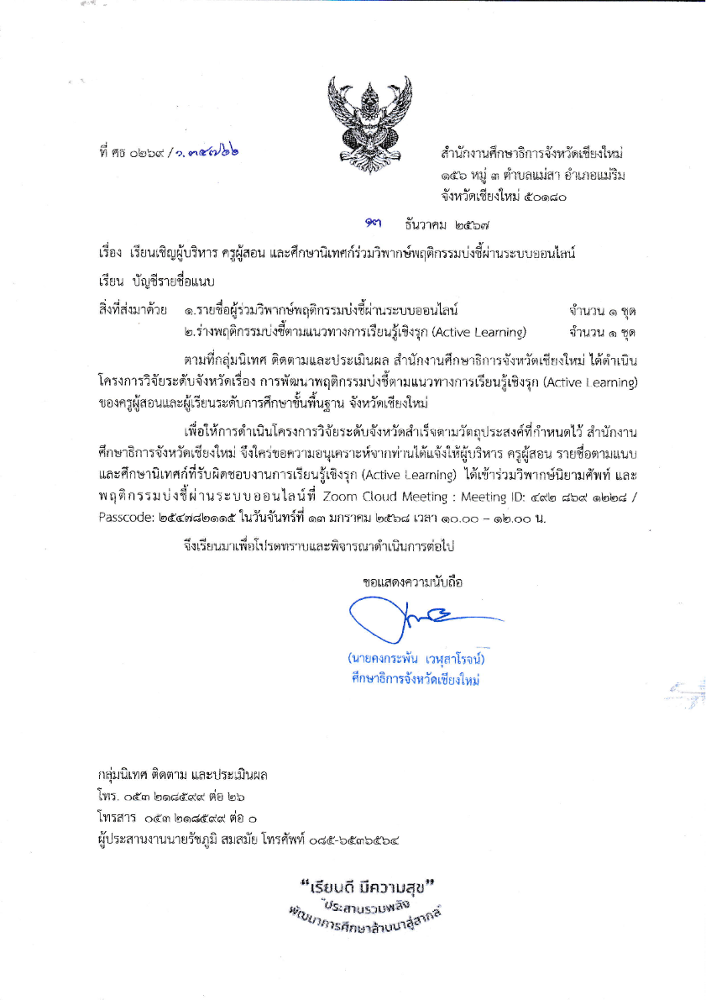 ที่ ศธ ๐๒๖๙ / ว. ๓๕๗๖๒
สำนักงานศึกษาธิการจังหวัดเชียงใหม่
๑๕๖ หมู่ ๓ ตำบลแม่สา อำเภอแม่ริม
จังหวัดเชียงใหม่ ๕๐๑๘๐
๑๓ ธันวาคม ๒๕๖๗
เรื่อง เรียนเชิญผู้บริหาร ครูผู้สอน และศึกษานิเทศก์ร่วมวิพากษ์พฤติกรรมบ่งชี้ผ่านระบบออนไลน์
เรียน บัญชีรายชื่อแนบ
สิ่งที่ส่งมาด้วย ๑.รายชื่อผู้ร่วมวิพากษ์พฤติกรรมบ่งชี้ผ่านระบบออนไลน์ จำนวน ๑ ชุด
๒.ร่างพฤติกรรมบ่งชี้ตามแนวทางการเรียนรู้เชิงรุก (Active Learning) จำนวน ๑ ชุด
ตามที่กลุ่มนิเทศ ติดตามและประเมินผล สำนักงานศึกษาธิการจังหวัดเชียงใหม่ ได้ดำเนิน
โครงการวิจัยระดับจังหวัดเรื่อง การพัฒนาพฤติกรรมบ่งชี้ตามแนวทางการเรียนรู้เชิงรุก (Active Learning)
ของครูผู้สอนและผู้เรียนระดับการศึกษาขั้นพื้นฐาน จังหวัดเชียงใหม่
เพื่อให้การดำเนินโครงการวิจัยระดับจังหวัดสำเร็จตามวัตถุประสงค์ที่กำหนดไว้ สำนักงาน
ศึกษาธิการจังหวัดเชียงใหม่ จึงใคร่ขอความอนุเคราะห์จากท่านได้แจ้งให้ผู้บริหาร ครูผู้สอน รายชื่อตามแนบ
และศึกษานิเทศก์ที่รับผิดชอบงานการเรียนรู้เชิงรุก (Active Learning) ได้เข้าร่วมวิพากษ์นิยามศัพท์ และ
พฤติกรรมบ่งชี้ผ่านระบบออนไลน์ที่ Zoom Cloud Meeting : Meeting ID: ๔๙๒ ๘๖๙ ๑๒๒๘ /
Passcode: ๒๕๔๗๘๒๑๑๕ ในวันจันทร์ที่ ๑๓ มกราคม ๒๕๖๘ เวลา ๑๐.๐๐ – ๑๒.๐๐ น.
จึงเรียนมาเพื่อโปรดทราบและพิจารณาดำเนินการต่อไป
ขอแสดงความนับถือ
(นายคงกระพัน เวฬุสาโรจน์)
ศึกษาธิการจังหวัดเชียงใหม่
กลุ่มนิเทศ ติดตาม และประเมินผล
โทร. ๐๕๓ ๒๑๘๕๙๙ ต่อ ๒๖
โทรสาร ๐๕๓ ๒๑๘๕๙๙ ต่อ ๐
ผู้ประสานงานนายรัชภูมิ สมสมัย โทรศัพท์ ๐๘๕-๖๕๓๖๕๖๔
“เรียนดี มีความสุข”
"ประสานรวมพลัง
พัฒนาการศึกษาล้านนาสู่สากล"